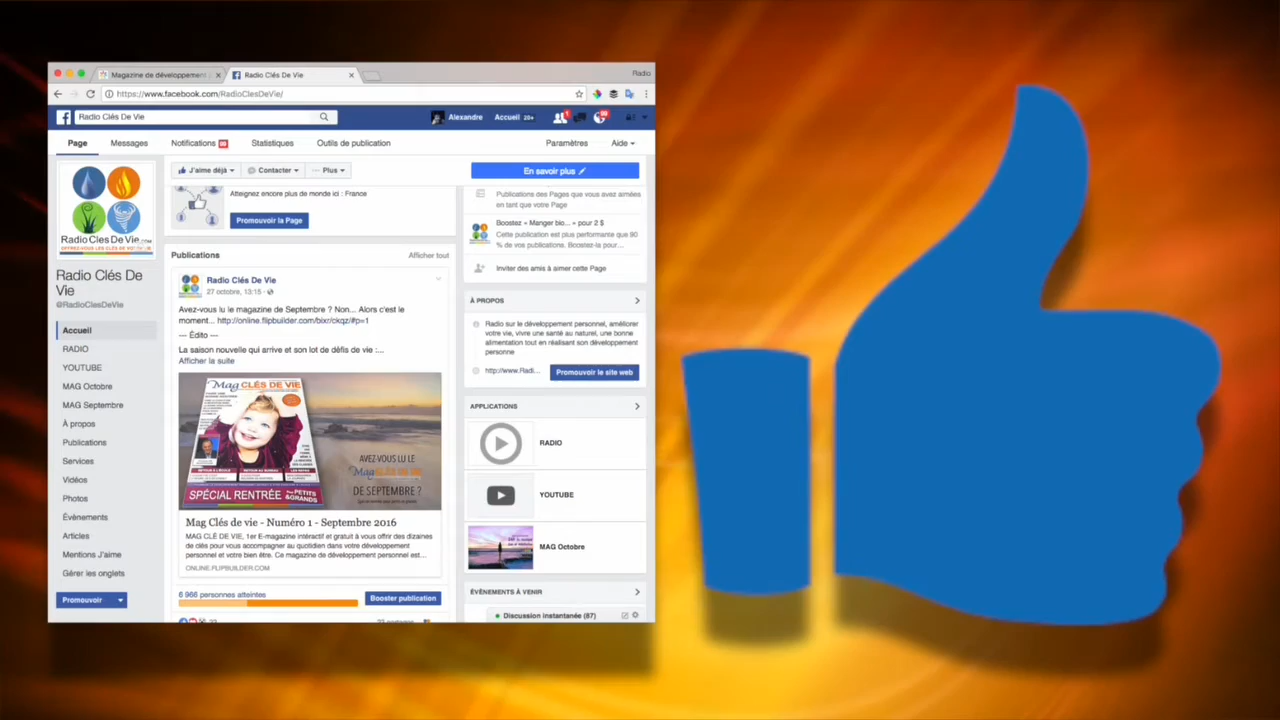 Magazine de développement
Radio Clés De Vie
Radio
https://www.facebook.com/RadioClesDeVie/
Radio Clés De Vie
Alexandre
Accueil 20+
Page
Messages
Notifications
Statistiques
Outils de publication
Paramètres
Aide
J'aime déjà
Contacter
Plus
En savoir plus
RadioClesDeVie.com
Radio Clés De
Vie
@RadioClesDeVie
Accueil
RADIO
YOUTUBE
MAG Octobre
MAG Septembre
À propos
Publications
Services
Vidéos
Photos
Évènements
Articles
Mentions J'aime
Gérer les onglets
Promouvoir
Atteignez encore plus de monde ici : France
Promouvoir la Page
Publications
Afficher tout
Radio Clés De Vie
27 octobre, 13:15
Avez-vous lu le magazine de Septembre ? Non... Alors c'est le
moment... http://online.flipbuilder.com/bixr/ckqz/#p=1
--- Édito ---
La saison nouvelle qui arrive et son lot de défis de vie :...
Afficher la suite
Mag CLÉS DE VIE
SPÉCIAL RENTRÉE
PETITS
&GRANDS
AVEZ-VOUS LU LE
Mag CLÉS DE VIE
DE SEPTEMBRE ?
Mag Clés de vie - Numéro 1 - Septembre 2016
MAG CLÉ DE VIE, 1er E-magazine interactif et gratuit à vous offrir des dizaines
de clés pour vous accompagner au quotidien dans votre développement
personnel et votre bien être. Ce magazine de développement personnel est...
ONLINE.FLIPBUILDER.COM
6 966 personnes atteintes
Booster publication
Publications des Pages que vous avez aimées
en tant que votre Page
Boostez « Manger bio... » pour 2 $
Cette publication est plus performante que 90
% de vos publications. Boostez-la pour...
Inviter des amis à aimer cette Page
À PROPOS
Radio sur le développement personnel, améliorer
votre vie, vivre une santé au naturel, une bonne
alimentation tout en réalisant son développement
personne
http://www.Radi...
Promouvoir le site web
APPLICATIONS
RADIO
YOUTUBE
MAG Octobre
ÉVÈNEMENTS À VENIR
Discussion instantanée (87)